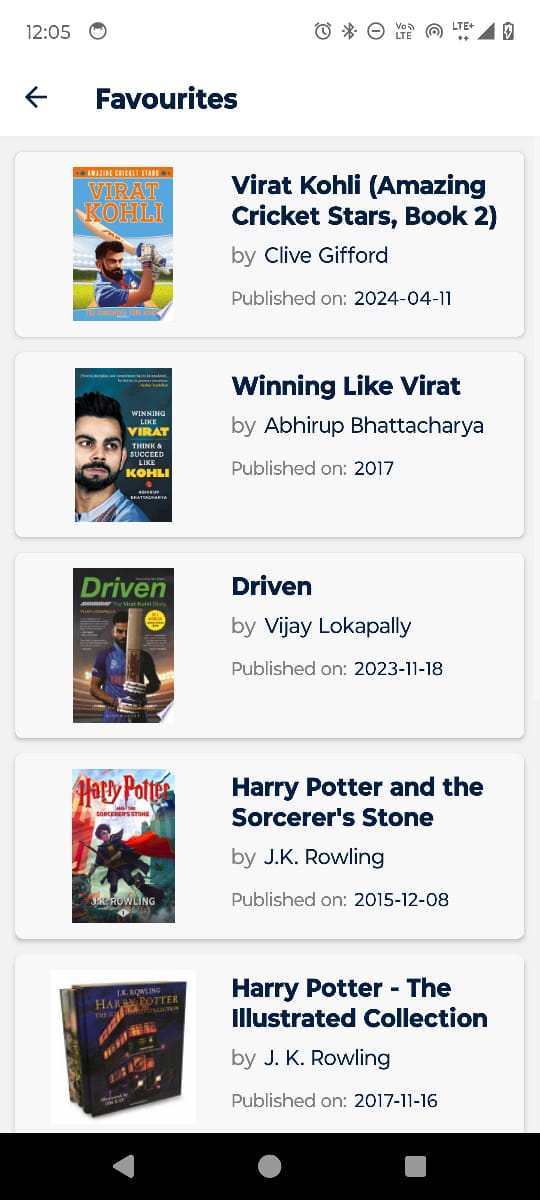 12:05
Vo))
LTE
LTE+
Favourites
AMAZING CRICKET STARS
VIRAT
KOHLI
Virat Kohli (Amazing
Cricket Stars, Book 2)
by Clive Gifford
Published on: 2024-04-11
WINNING
LIKE
VIRAT
THINK &
SUCCEED
LIKE
KOHLI
ABHIRUP
BHATTACHARYA
Winning Like Virat
by Abhirup Bhattacharya
Published on: 2017
Driven
The Virat Kohli Story
VIJAY LOKAPALLY
Driven
by Vijay Lokapally
Published on: 2023-11-18
Harry Potter
AND THE
SORCERER'S STONE
J.K. ROWLING
1
Harry Potter and the
Sorcerer's Stone
by J.K. Rowling
Published on: 2015-12-08
J.K. ROWLING
HARRY POTTER
Illustrated by
JIM KAY
Harry Potter - The
Illustrated Collection
by J. K. Rowling
Published on: 2017-11-16